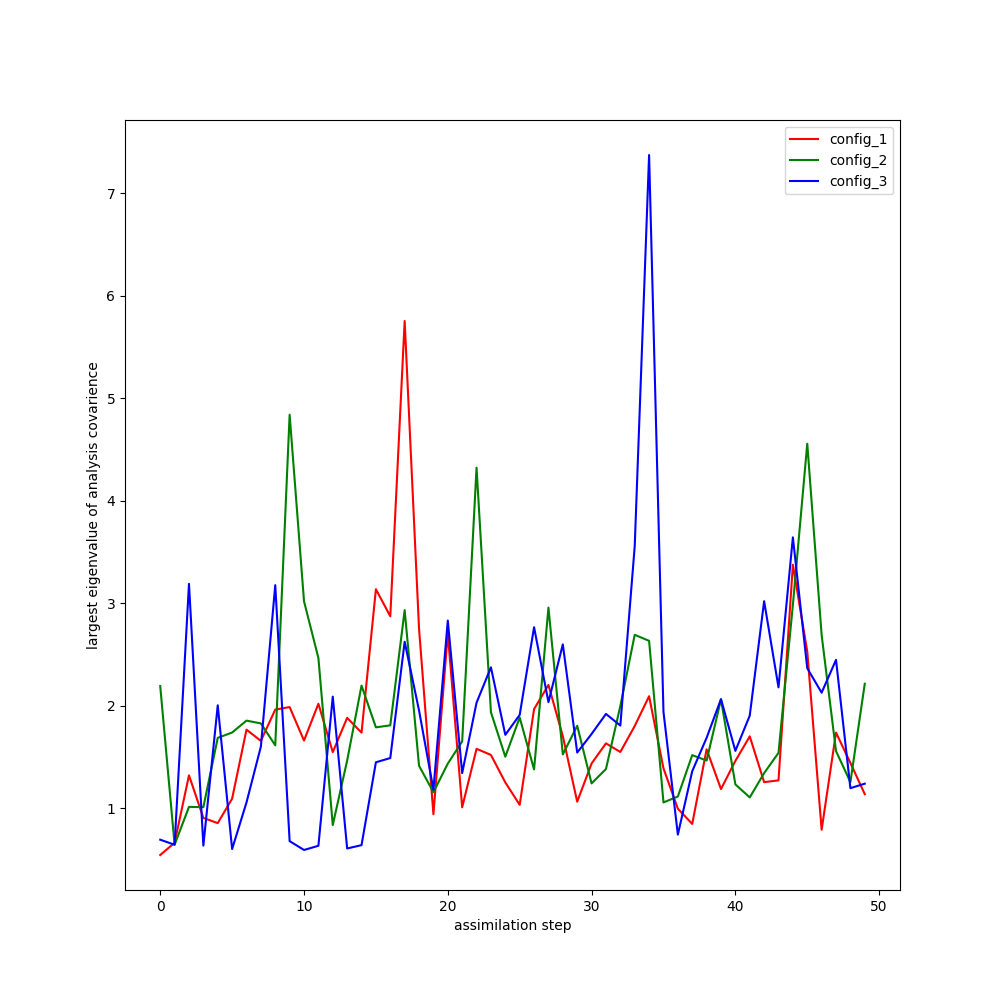 config_1
config_2
config_3
7
6
5
4
3
2
1
largest eigenvalue of analysis covarience
0 10 20 30 40 50
assimilation step